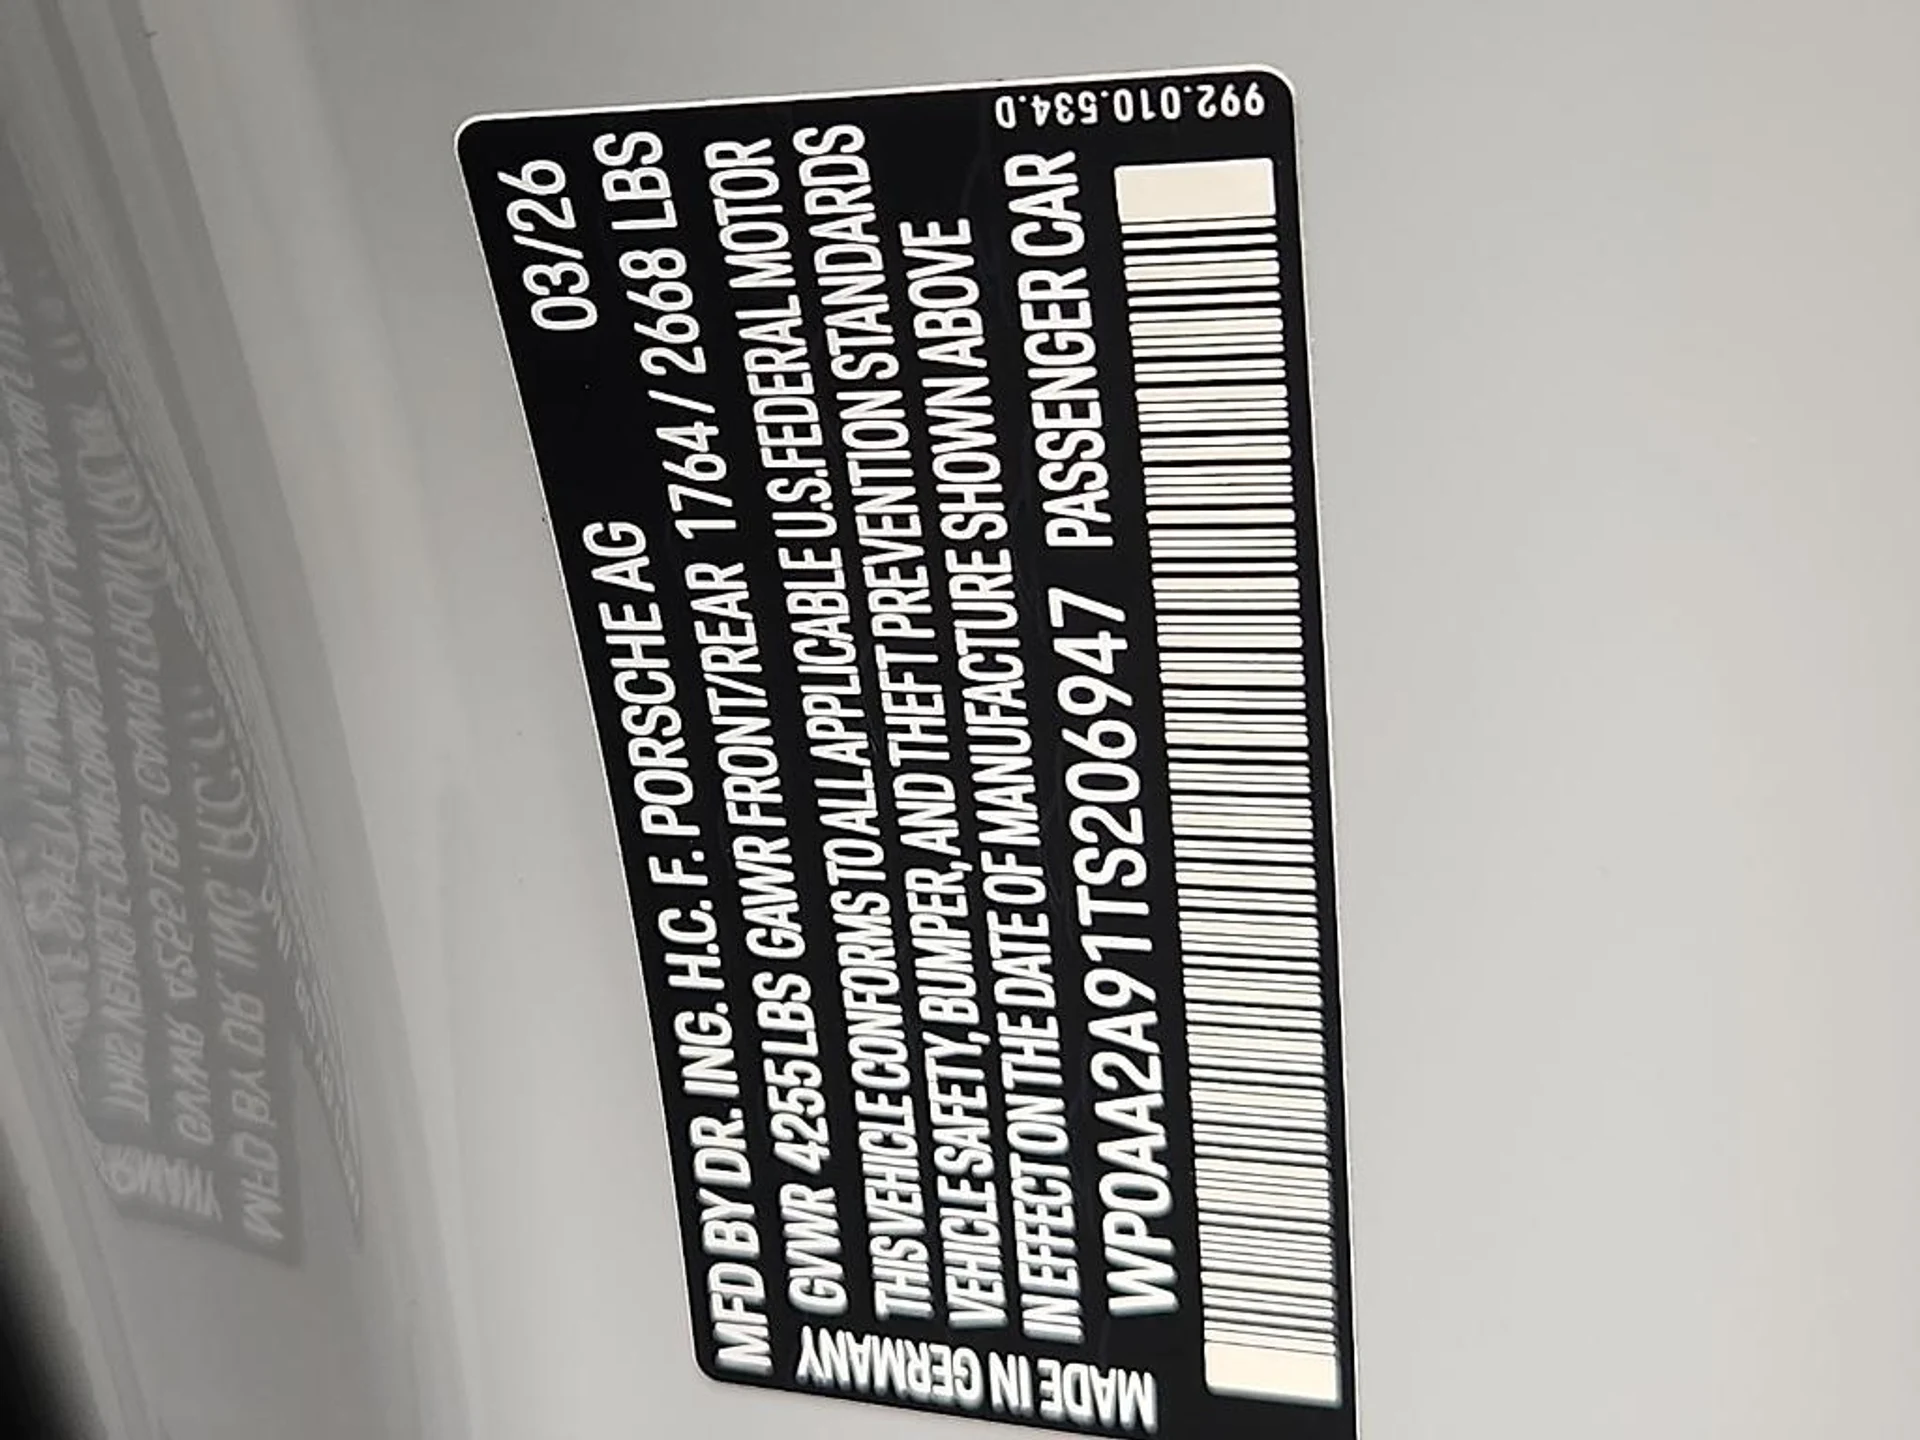 MFD BY DR. ING. H.C. F. PORSCHE AG 03/26
GVWR 4255 LBS GAWR FRONT/REAR 1764 / 2668 LBS
THIS VEHICLE CONFORMS TO ALL APPLICABLE U.S. FEDERAL MOTOR
VEHICLE SAFETY, BUMPER, AND THEFT PREVENTION STANDARDS
IN EFFECT ON THE DATE OF MANUFACTURE SHOWN ABOVE
WP0AA2A91TS206947 PASSENGER CAR
MADE IN GERMANY
992.010.534.D